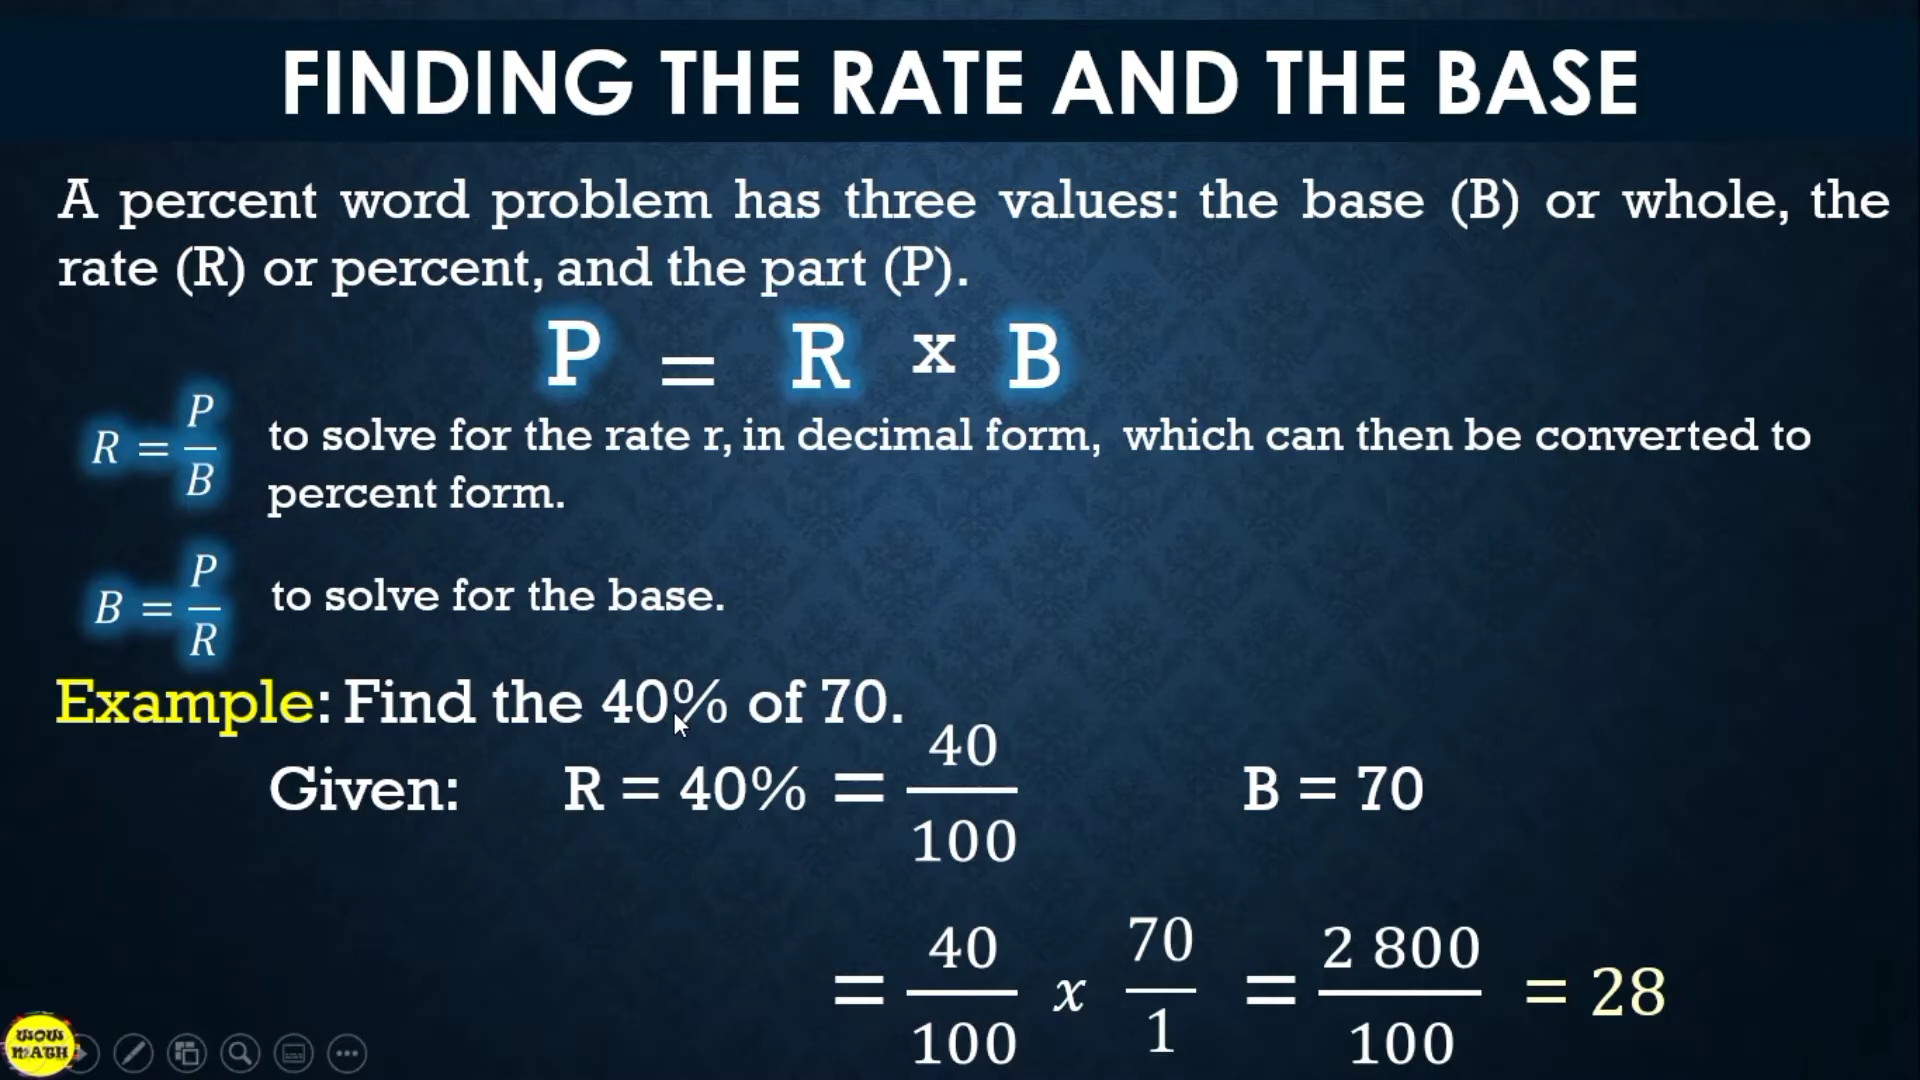 FINDING THE RATE AND THE BASE
A percent word problem has three values: the base (B) or whole, the
rate (R) or percent, and the part (P).
P = R x B
R = P/B to solve for the rate r, in decimal form, which can then be converted to
percent form.
B = P/R to solve for the base.
Example: Find the 40% of 70.
Given: R = 40% = 40/100 B = 70
= 40/100 x 70/1 = 2 800/100 = 28
WOW
MATH